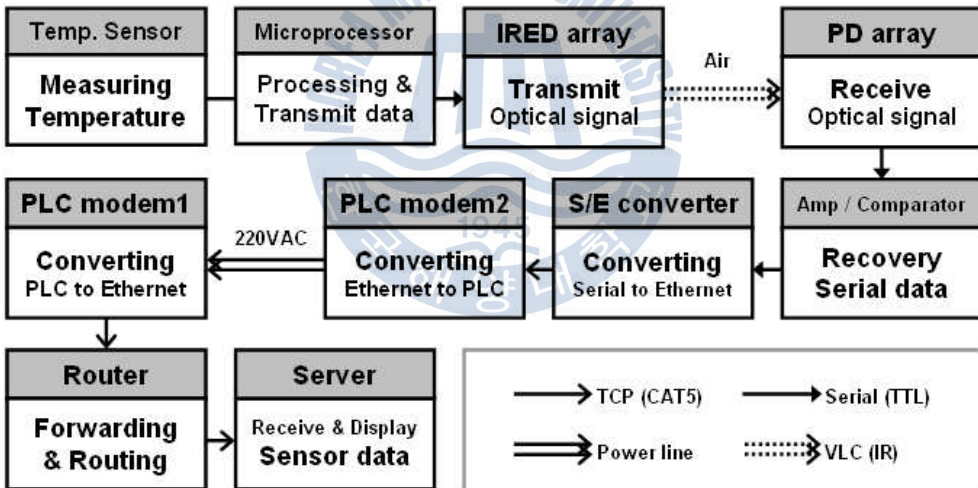 Temp. Sensor
Measuring
Temperature
Microprocessor
Processing &
Transmit data
IRED array
Transmit
Optical signal
Air
PD array
Receive
Optical signal
PLC modem1
Converting
PLC to Ethernet
220VAC
PLC modem2
Converting
Ethernet to PLC
S/E converter
Converting
Serial to Ethernet
Amp / Comparator
Recovery
Serial data
1945
Router
Forwarding
& Routing
Server
Receive & Display
Sensor data
TCP (CAT5)
Serial (TTL)
Power line
VLC (IR)